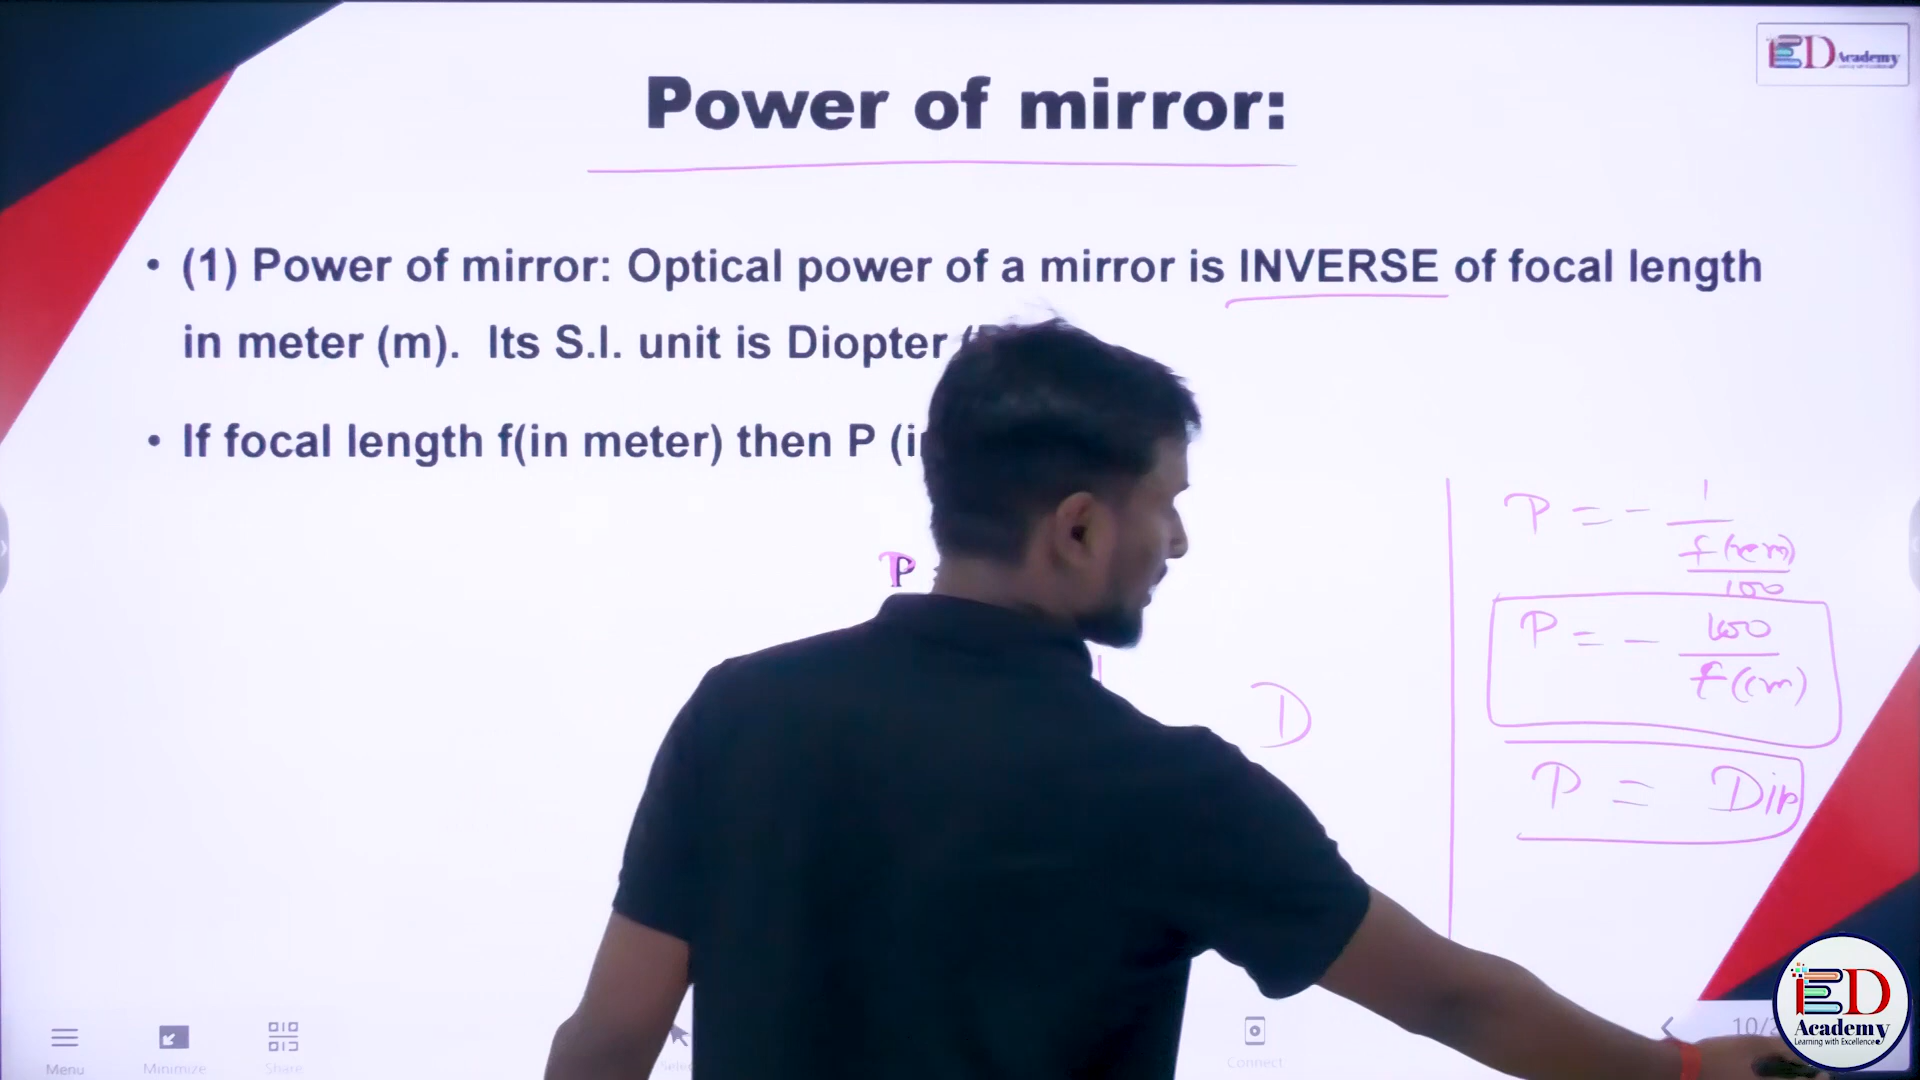 ED Academy
Power of mirror:
• (1) Power of mirror: Optical power of a mirror is INVERSE of focal length
in meter (m). Its S.I. unit is Diopter
• If focal length f(in meter) then P
P
D
P = - 1
f(cm)
100
P = - 100
f(cm)
P = Dip
Menu
Minimize
Share
Connect
ED
Academy
Learning with Excellence